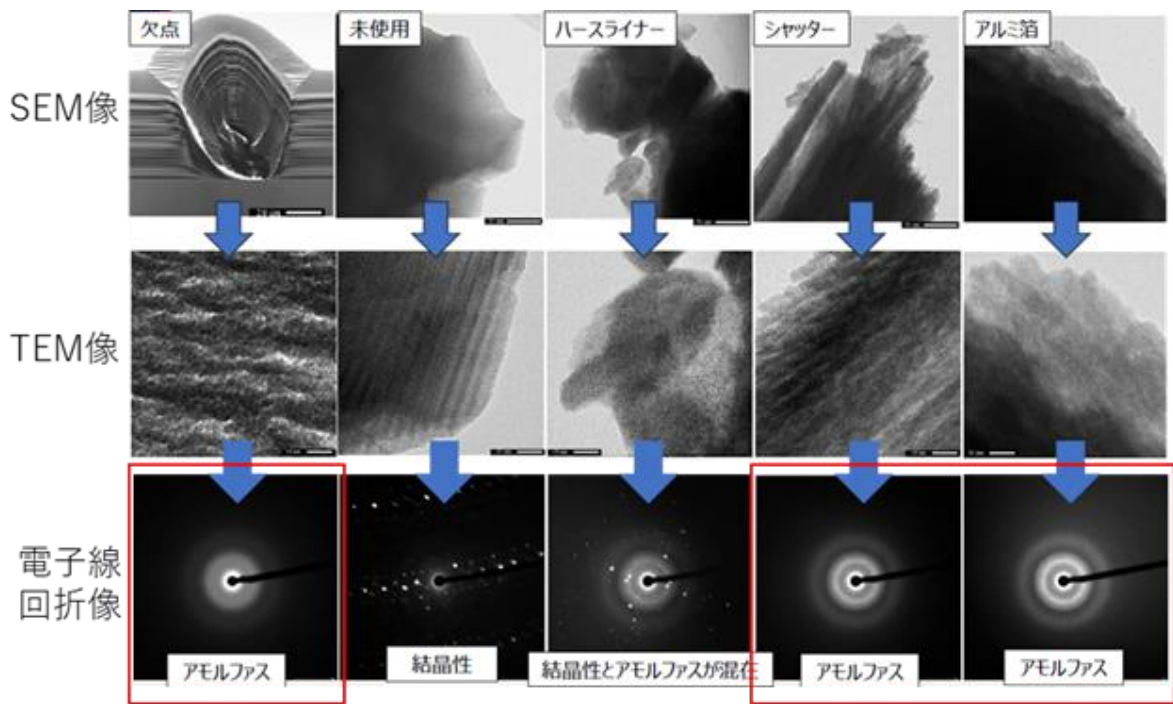 欠点
未使用
ハースライナー
シャッター
アルミ箔
SEM像
TEM像
電子線
回折像
アモルファス
結晶性
結晶性とアモルファスが混在
アモルファス
アモルファス